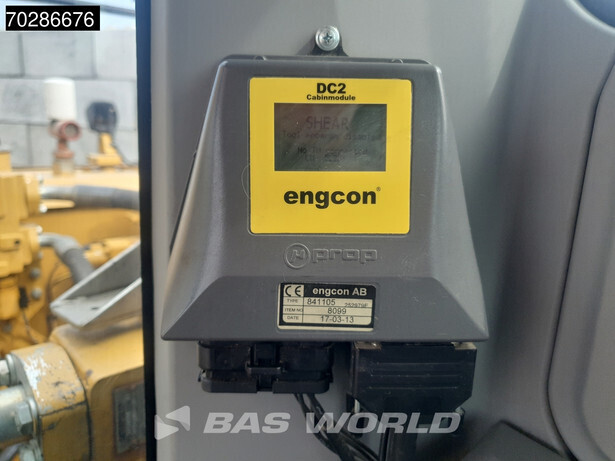 70286676
DC2
Cabinmodule
SHEAR
engcon®
prop
engcon AB
TYPE 841105
ITEM NO 8099
DATE 17-03-13
BAS WORLD